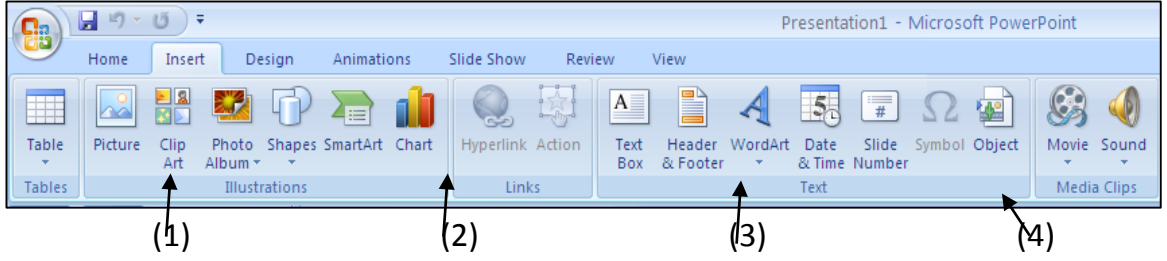 Presentation1 - Microsoft PowerPoint
Home Insert Design Animations Slide Show Review View
Table Picture Clip Art Photo Album Shapes SmartArt Chart Hyperlink Action Text Box Header & Footer WordArt Date & Time Slide Number Symbol Object Movie Sound
Tables Illustrations Links Text Media Clips
(1) (2) (3) (4)